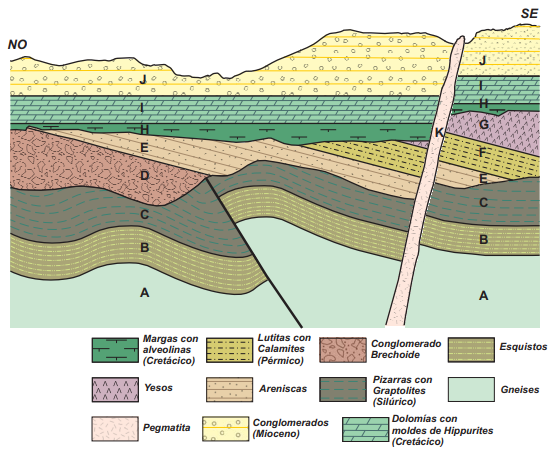 NO
SE
J
J
I
I
H
H
K
G
E
F
D
E
C
C
B
B
A
A
Margas con
alveolinas
(Cretácico)
Lutitas con
Calamites
(Pérmico)
Conglomerado
Brechoide
Esquistos
Yesos
Areniscas
Pizarras con
Graptolites
(Silúrico)
Gneises
Pegmatita
Conglomerados
(Mioceno)
Dolomías con
moldes de Hippurites
(Cretácico)